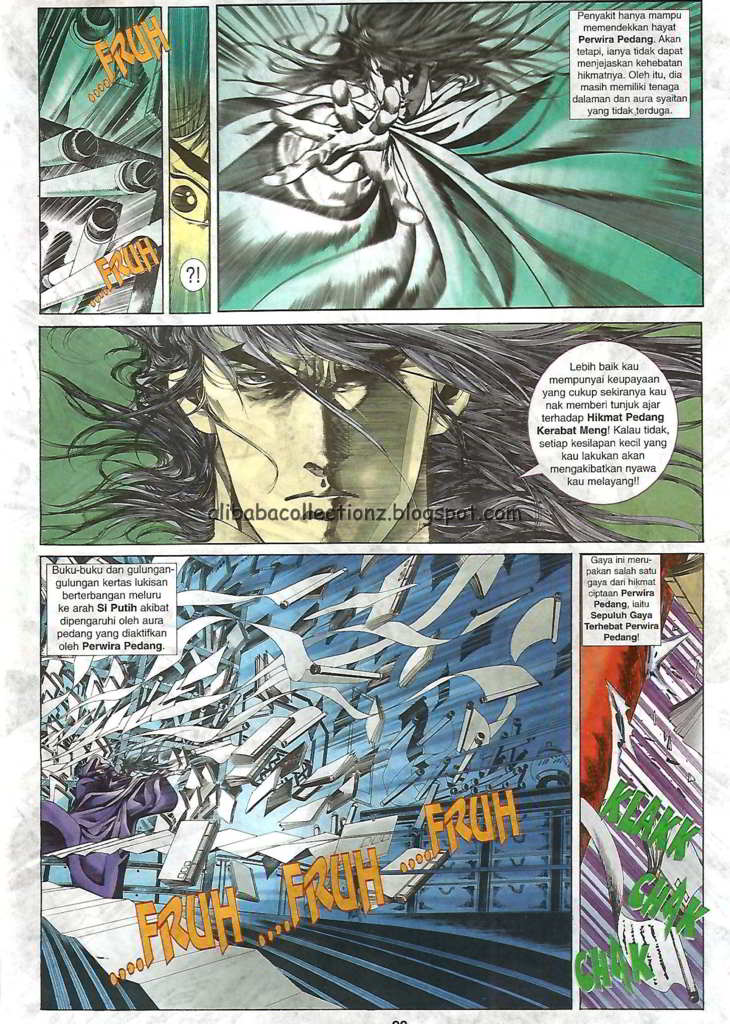 FRUH
FRUH
?!
Penyakit hanya mampu
memendekkan hayat
Perwira Pedang. Akan
tetapi, ianya tidak dapat
menjejaskan kehebatan
hikmatnya. Oleh itu, dia
masih memiliki tenaga
dalaman dan aura syaitan
yang tidak terduga.
Lebih baik kau
mempunyai keupayaan
yang cukup sekiranya kau
nak memberi tunjuk ajar
terhadap Hikmat Pedang
Kerabat Meng! Kalau tidak,
setiap kesilapan kecil yang
kau lakukan akan
mengakibatkan nyawa
kau melayang!!
alibabacollectionz.blogspot.com
Buku-buku dan gulungan-
gulungan kertas lukisan
berterbangan meluru
ke arah Si Putih akibat
dipengaruhi oleh aura
pedang yang diaktifkan
oleh Perwira Pedang.
....FRUH ....FRUH ....FRUH
Gaya ini meru-
pakan salah satu
gaya dari hikmat
ciptaan Perwira
Pedang, iaitu
Sepuluh Gaya
Terhebat Perwira
Pedang!
KLAKK
CHAK
CHAK